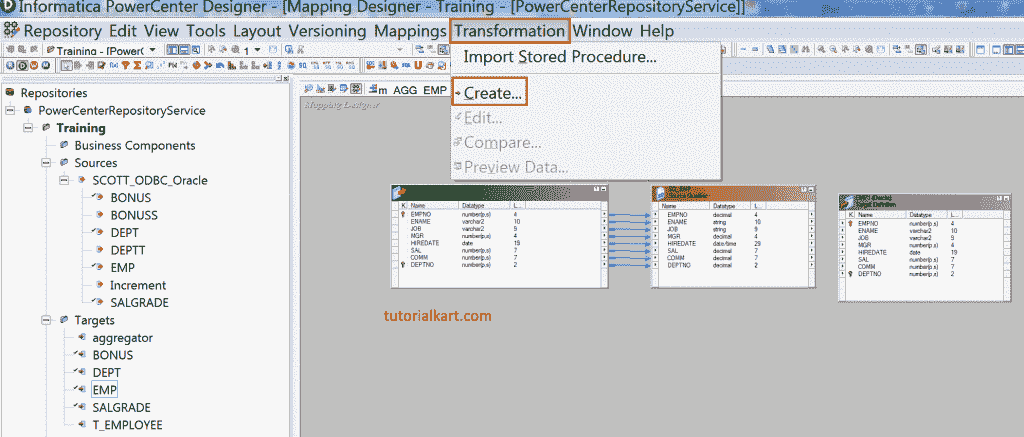 Informatica PowerCenter Designer - [Mapping Designer - Training - [PowerCenterRepositoryService]]
Repository Edit View Tools Layout Versioning Mappings Transformation Window Help
Training - [PowerC
1
Import Stored Procedure...
Create...
Edit...
Compare...
Preview Data...
m AGG EMP
Mapping Designer
Repositories
PowerCenterRepositoryService
Training
Business Components
Sources
SCOTT_ODBC_Oracle
BONUS
BONUSS
DEPT
DEPTT
EMP
Increment
SALGRADE
Targets
aggregator
BONUS
DEPT
EMP
SALGRADE
T_EMPLOYEE
K Name Datatype L...
EMPNO number(p,s) 4
ENAME varchar2 10
JOB varchar2 9
MGR number(p,s) 4
HIREDATE date 19
SAL number(p,s) 7
COMM number(p,s) 7
DEPTNO number(p,s) 2
Name Datatype L...
EMPNO decimal 4
ENAME string 10
JOB string 9
MGR decimal 4
HIREDATE date/time 29
SAL decimal 7
COMM decimal 7
DEPTNO decimal 2
Target Definition
K Name Datatype L...
EMPNO number(p,s) 4
ENAME varchar2 10
JOB varchar2 9
MGR number(p,s) 4
HIREDATE date 19
SAL number(p,s) 7
COMM number(p,s) 7
DEPTNO number(p,s) 2
tutorialkart.com